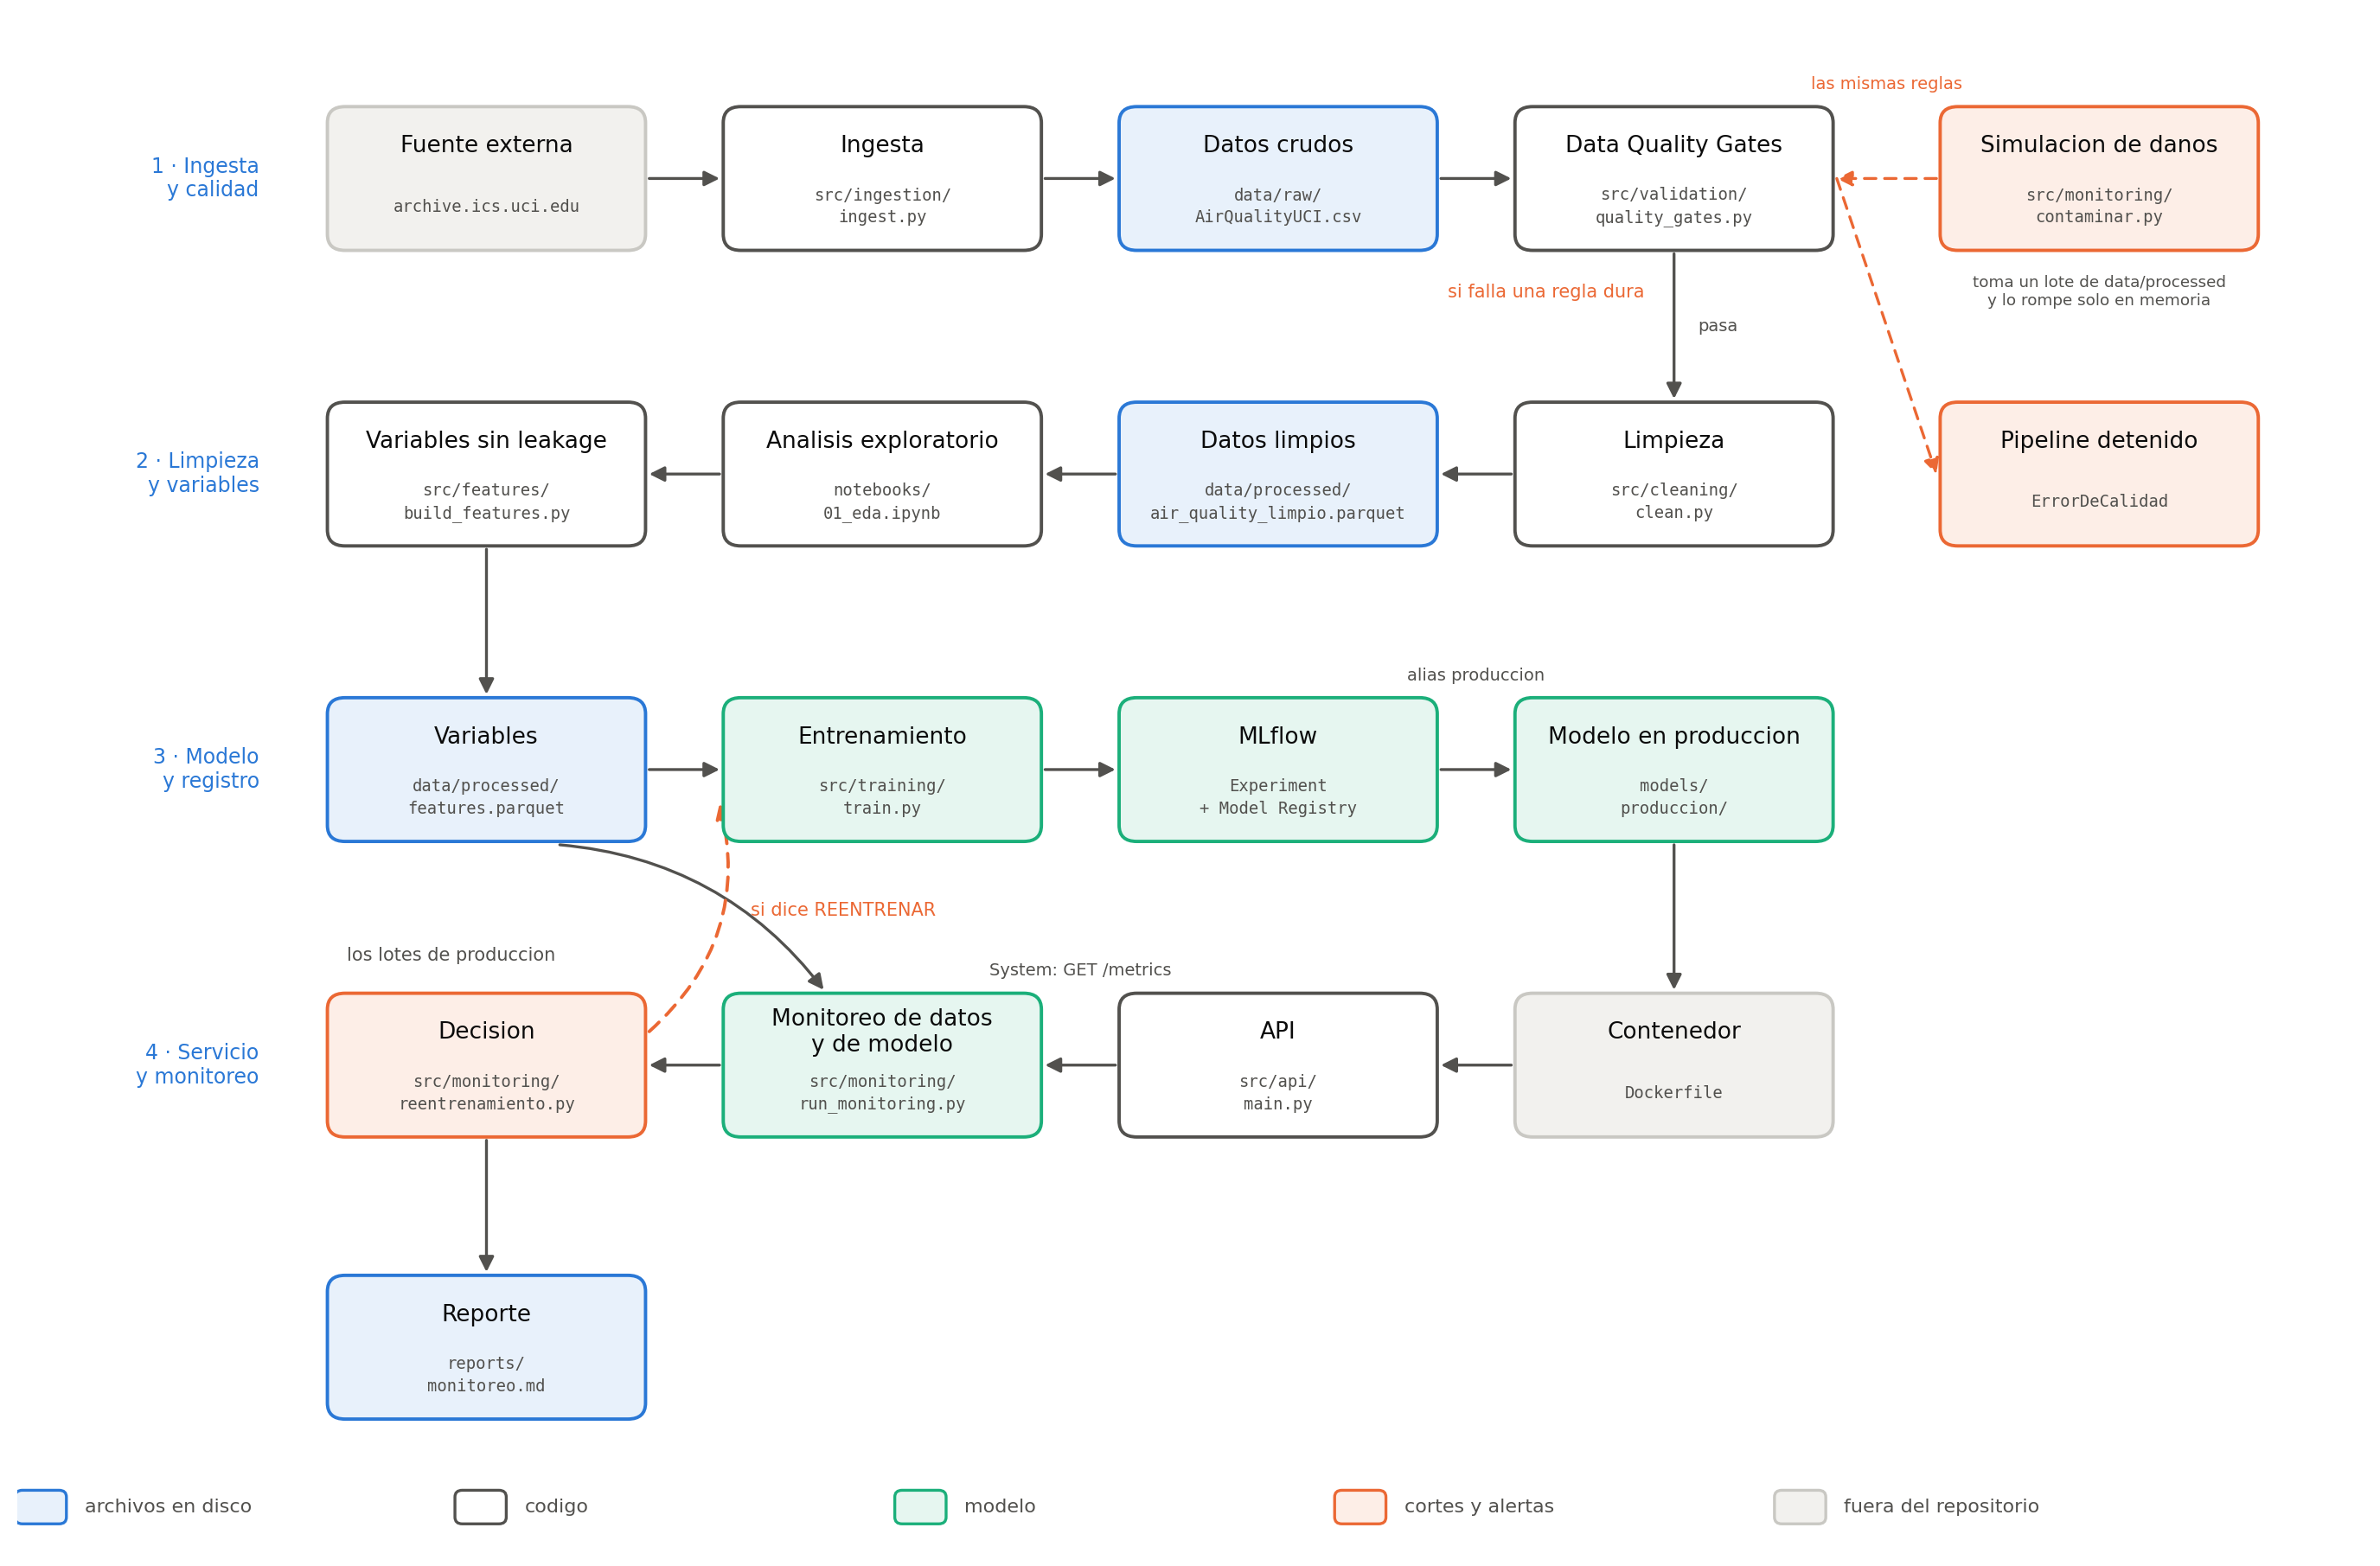 las mismas reglas
1 · Ingesta
y calidad
Fuente externa
archive.ics.uci.edu
Ingesta
src/ingestion/
ingest.py
Datos crudos
data/raw/
AirQualityUCI.csv
Data Quality Gates
src/validation/
quality_gates.py
Simulacion de danos
src/monitoring/
contaminar.py
si falla una regla dura
pasa
toma un lote de data/processed
y lo rompe solo en memoria
2 · Limpieza
y variables
Variables sin leakage
src/features/
build_features.py
Analisis exploratorio
notebooks/
01_eda.ipynb
Datos limpios
data/processed/
air_quality_limpio.parquet
Limpieza
src/cleaning/
clean.py
Pipeline detenido
ErrorDeCalidad
alias produccion
3 · Modelo
y registro
Variables
data/processed/
features.parquet
Entrenamiento
src/training/
train.py
MLflow
Experiment
+ Model Registry
Modelo en produccion
models/
produccion/
si dice REENTRENAR
los lotes de produccion
System: GET /metrics
4 · Servicio
y monitoreo
Decision
src/monitoring/
reentrenamiento.py
Monitoreo de datos
y de modelo
src/monitoring/
run_monitoring.py
API
src/api/
main.py
Contenedor
Dockerfile
Reporte
reports/
monitoreo.md
archivos en disco
codigo
modelo
cortes y alertas
fuera del repositorio